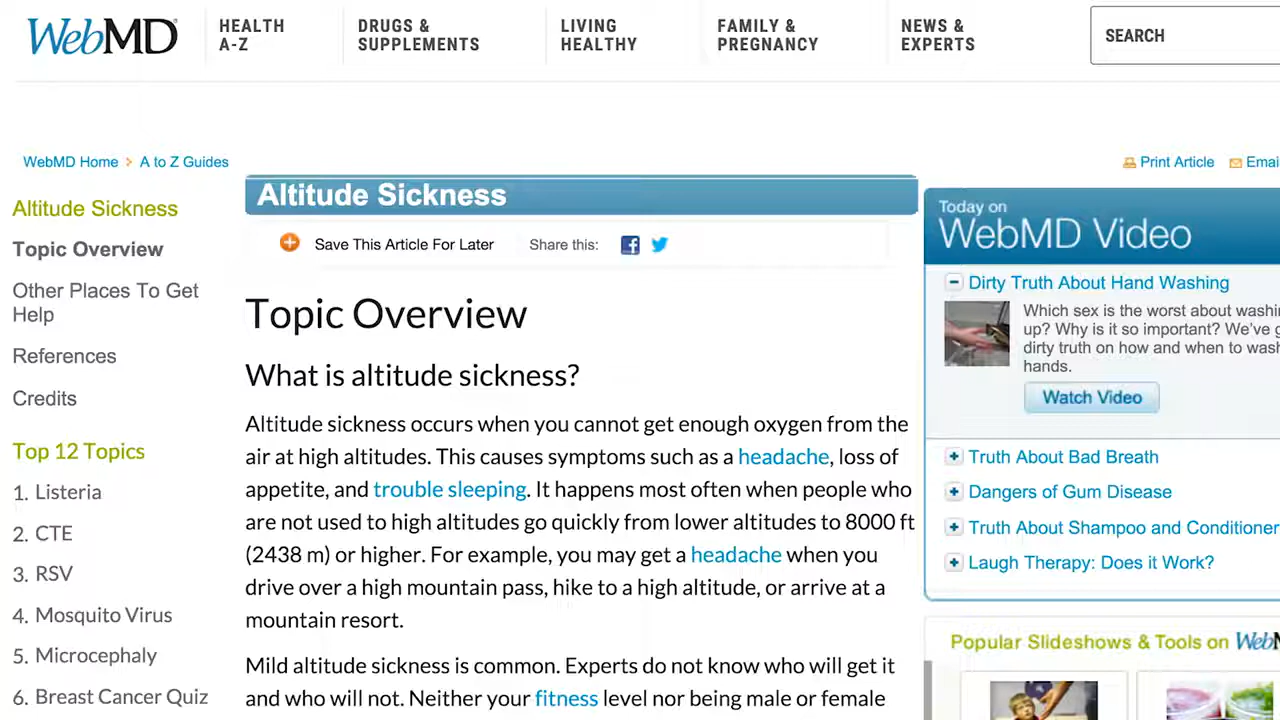 WebMD
HEALTH
A-Z
DRUGS &
SUPPLEMENTS
LIVING
HEALTHY
FAMILY &
PREGNANCY
NEWS &
EXPERTS
SEARCH
WebMD Home > A to Z Guides
Print Article
Emai
Altitude Sickness
Topic Overview
Other Places To Get
Help
References
Credits
Top 12 Topics
1. Listeria
2. CTE
3. RSV
4. Mosquito Virus
5. Microcephaly
6. Breast Cancer Quiz
Altitude Sickness
Save This Article For Later
Share this:
Topic Overview
What is altitude sickness?
Altitude sickness occurs when you cannot get enough oxygen from the
air at high altitudes. This causes symptoms such as a headache, loss of
appetite, and trouble sleeping. It happens most often when people who
are not used to high altitudes go quickly from lower altitudes to 8000 ft
(2438 m) or higher. For example, you may get a headache when you
drive over a high mountain pass, hike to a high altitude, or arrive at a
mountain resort.
Mild altitude sickness is common. Experts do not know who will get it
and who will not. Neither your fitness level nor being male or female
Today on
WebMD Video
Dirty Truth About Hand Washing
Which sex is the worst about washi
up? Why is it so important? We've g
dirty truth on how and when to wash
hands.
Watch Video
Truth About Bad Breath
Dangers of Gum Disease
Truth About Shampoo and Conditioner
Laugh Therapy: Does it Work?
Popular Slideshows & Tools on WebM